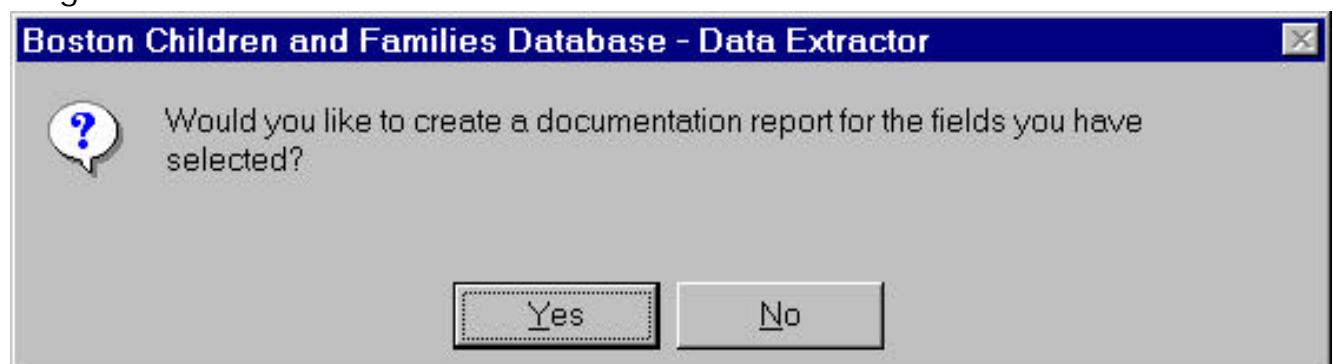 Boston Children and Families Database - Data Extractor
Would you like to create a documentation report for the fields you have
selected?
Yes
No